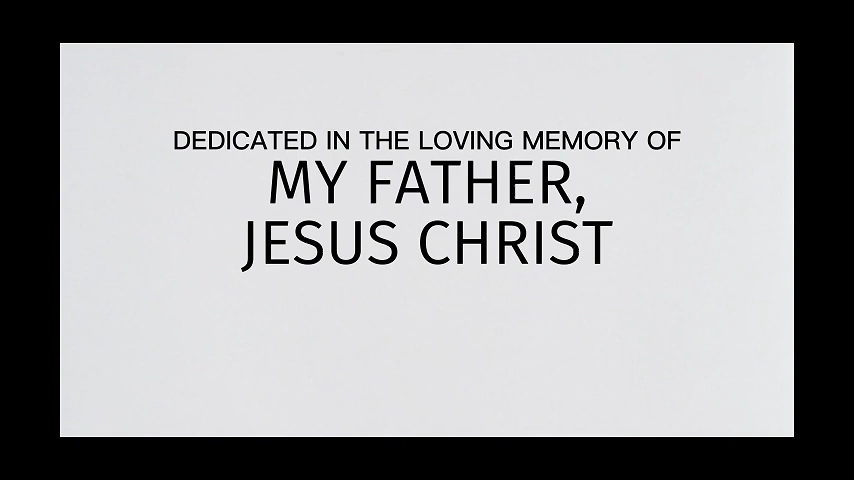 DEDICATED IN THE LOVING MEMORY OF
MY FATHER,
JESUS CHRIST